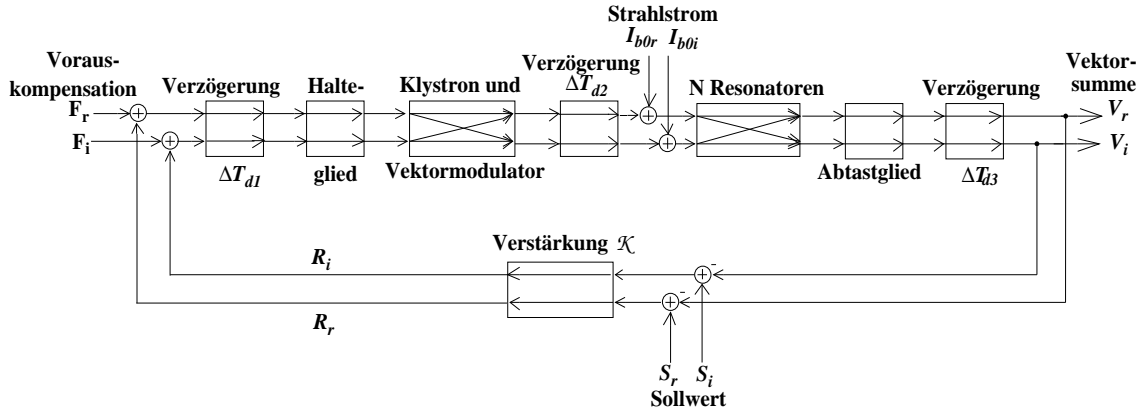 Strahlstrom
I_b0r I_b0i
Voraus-
kompensation
Verzögerung
Halte-
Klystron und
Verzögerung
ΔT_d2
N Resonatoren
Verzögerung
Vektor-
summe
F_r
V_r
F_i
V_i
ΔT_d1
glied
Vektormodulator
Abtastglied
ΔT_d3
Verstärkung 𝒦
R_i
-
-
R_r
S_r S_i
Sollwert